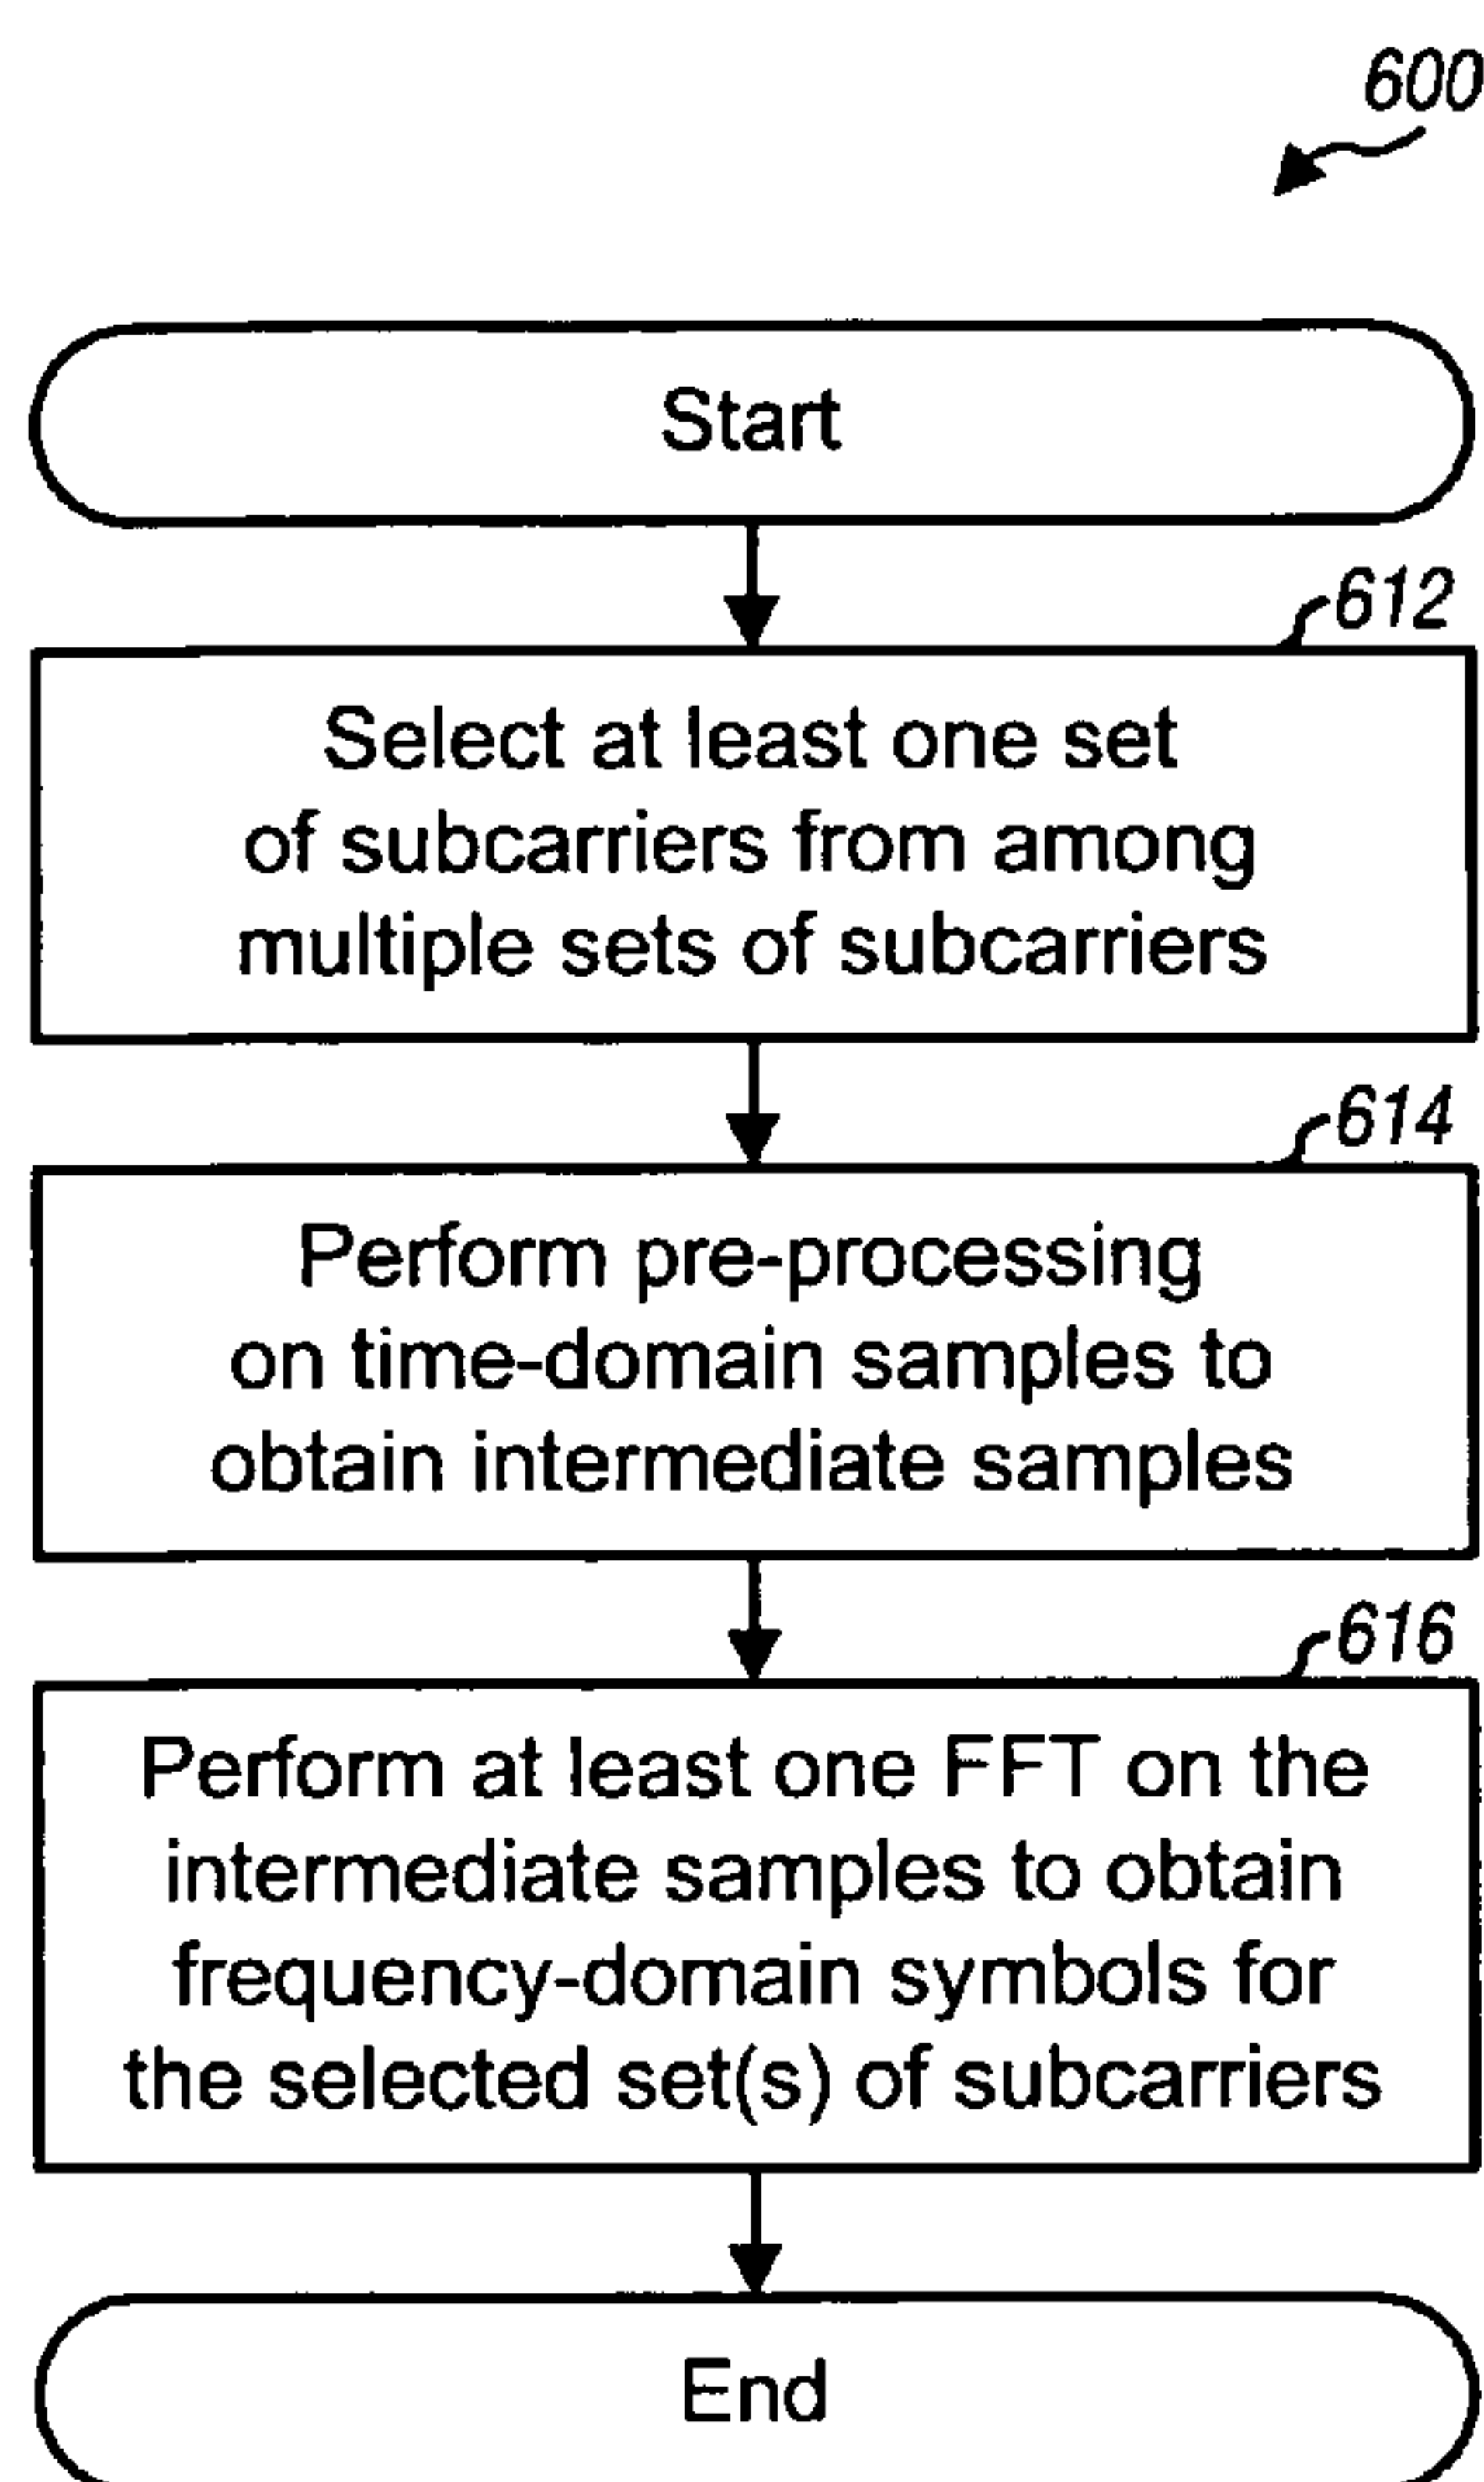 600
Start
612
Select at least one set
of subcarriers from among
multiple sets of subcarriers
614
Perform pre-processing
on time-domain samples to
obtain intermediate samples
616
Perform at least one FFT on the
intermediate samples to obtain
frequency-domain symbols for
the selected set(s) of subcarriers
End